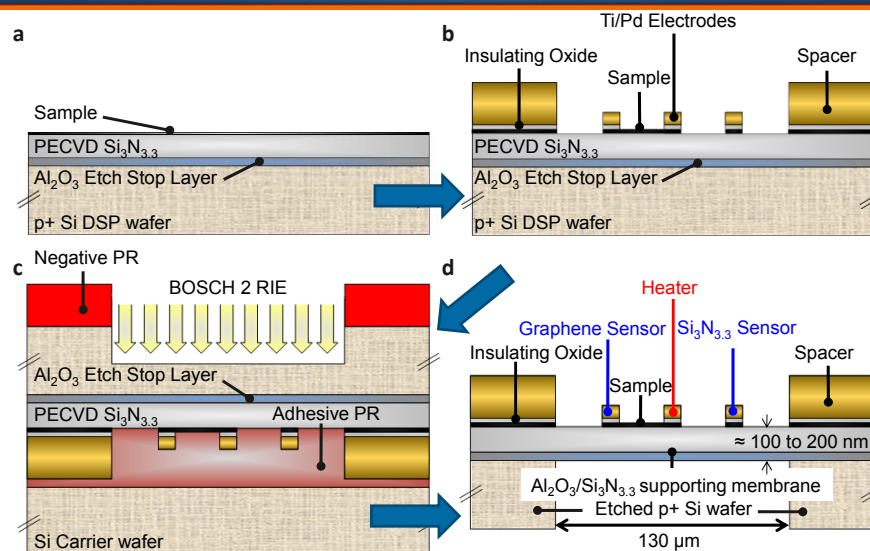 a
Sample
PECVD Si₃N₃.₃
Al₂O₃ Etch Stop Layer
p+ Si DSP wafer
b
Ti/Pd Electrodes
Insulating Oxide
Sample
Spacer
PECVD Si₃N₃.₃
Al₂O₃ Etch Stop Layer
p+ Si DSP wafer
c
Negative PR
BOSCH 2 RIE
Al₂O₃ Etch Stop Layer
PECVD Si₃N₃.₃
Adhesive PR
Si Carrier wafer
d
Heater
Graphene Sensor
Si₃N₃.₃ Sensor
Insulating Oxide
Sample
Spacer
≈ 100 to 200 nm
Al₂O₃/Si₃N₃.₃ supporting membrane
Etched p+ Si wafer
130 µm